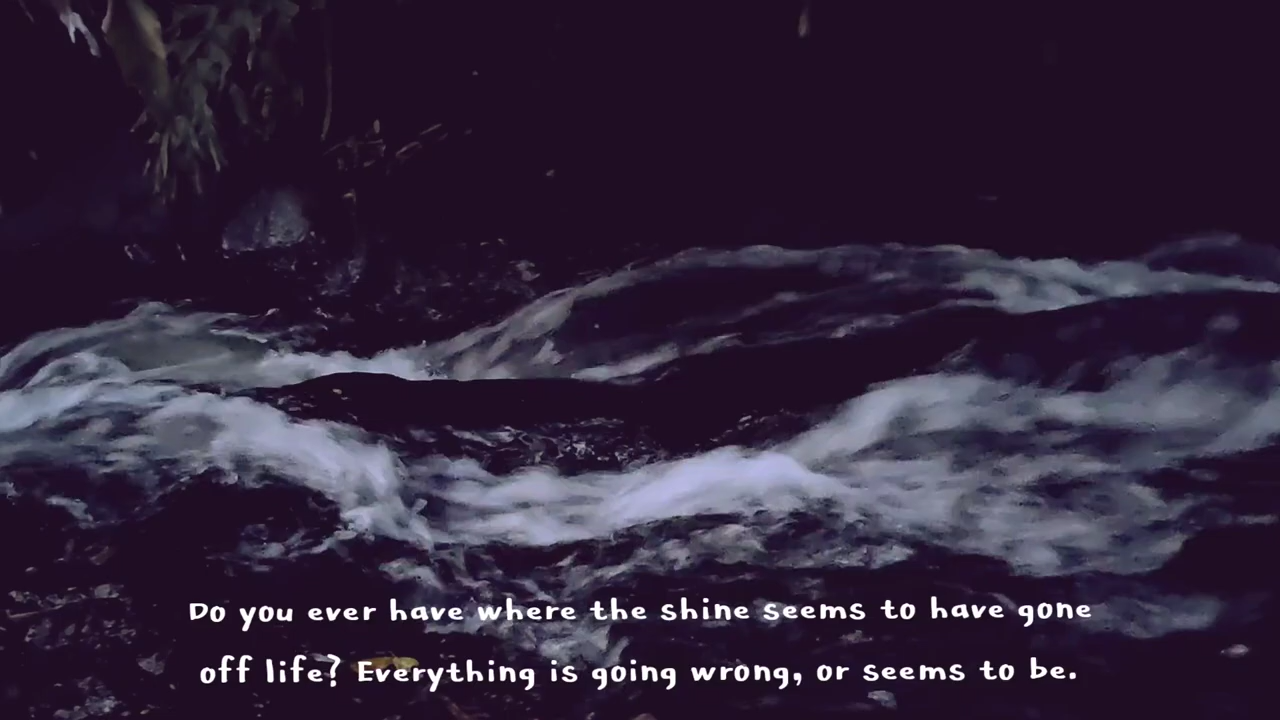 Do you ever have where the shine seems to have gone
off life? Everything is going wrong, or seems to be.